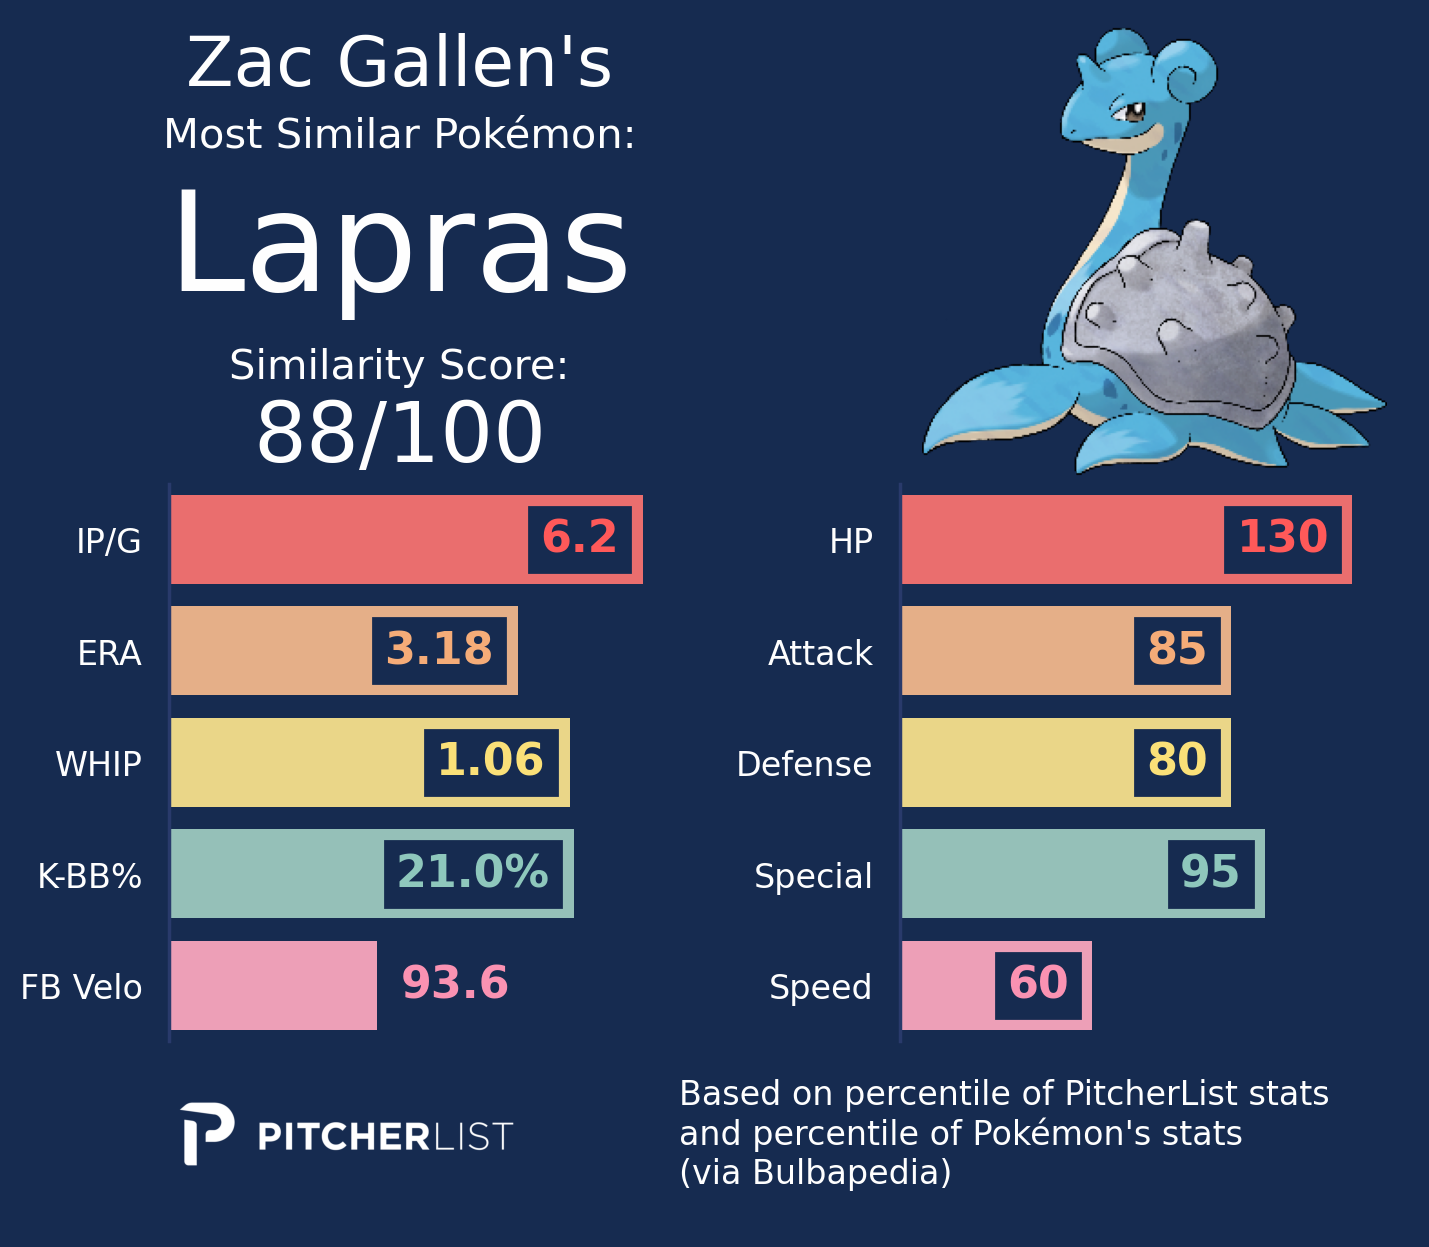 Zac Gallen's
Most Similar Pokémon:
Lapras
Similarity Score:
88/100
IP/G 6.2
ERA 3.18
WHIP 1.06
K-BB% 21.0%
FB Velo 93.6
HP 130
Attack 85
Defense 80
Special 95
Speed 60
PITCHERLIST
Based on percentile of PitcherList stats
and percentile of Pokémon's stats
(via Bulbapedia)